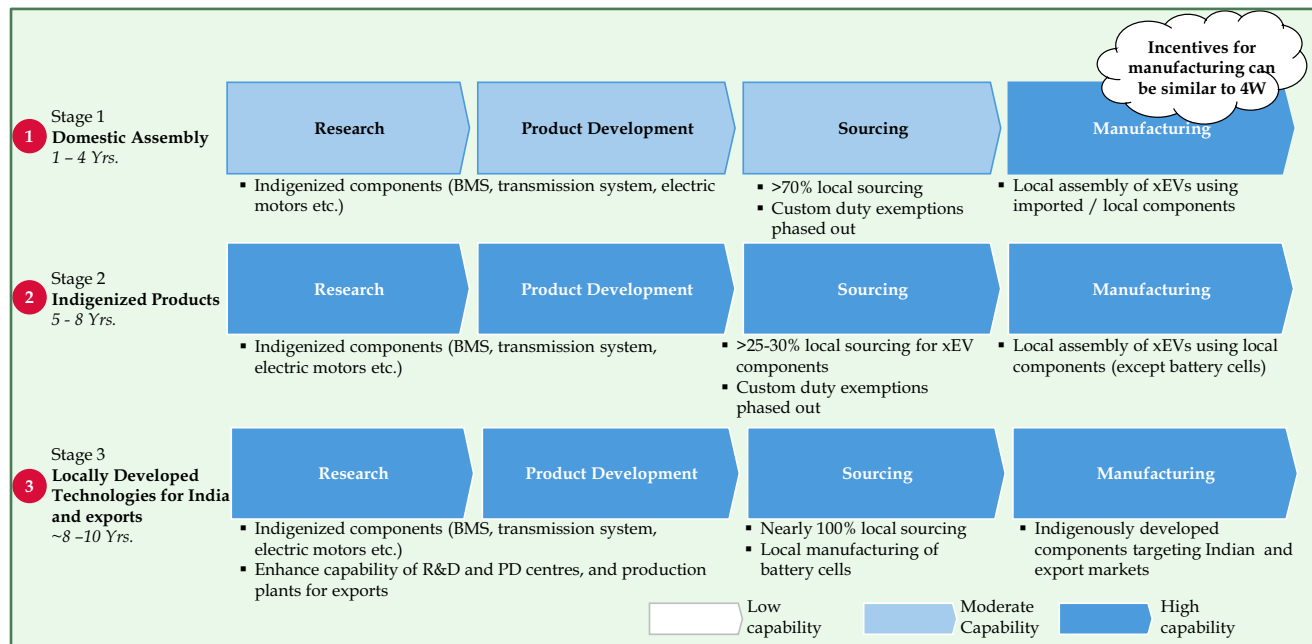 Incentives for
manufacturing can
be similar to 4W
1
Stage 1
Domestic Assembly
1 – 4 Yrs.
Research
Product Development
Sourcing
Manufacturing
▪ Indigenized components (BMS, transmission system, electric
motors etc.)
▪ >70% local sourcing
▪ Custom duty exemptions
phased out
▪ Local assembly of xEVs using
imported / local components
2
Stage 2
Indigenized Products
5 - 8 Yrs.
Research
Product Development
Sourcing
Manufacturing
▪ Indigenized components (BMS, transmission system,
electric motors etc.)
▪ >25-30% local sourcing for xEV
components
▪ Custom duty exemptions
phased out
▪ Local assembly of xEVs using local
components (except battery cells)
3
Stage 3
Locally Developed
Technologies for India
and exports
~8 –10 Yrs.
Research
Product Development
Sourcing
Manufacturing
▪ Indigenized components (BMS, transmission system,
electric motors etc.)
▪ Enhance capability of R&D and PD centres, and production
plants for exports
▪ Nearly 100% local sourcing
▪ Local manufacturing of
battery cells
▪ Indigenously developed
components targeting Indian and
export markets
Low
capability
Moderate
Capability
High
capability